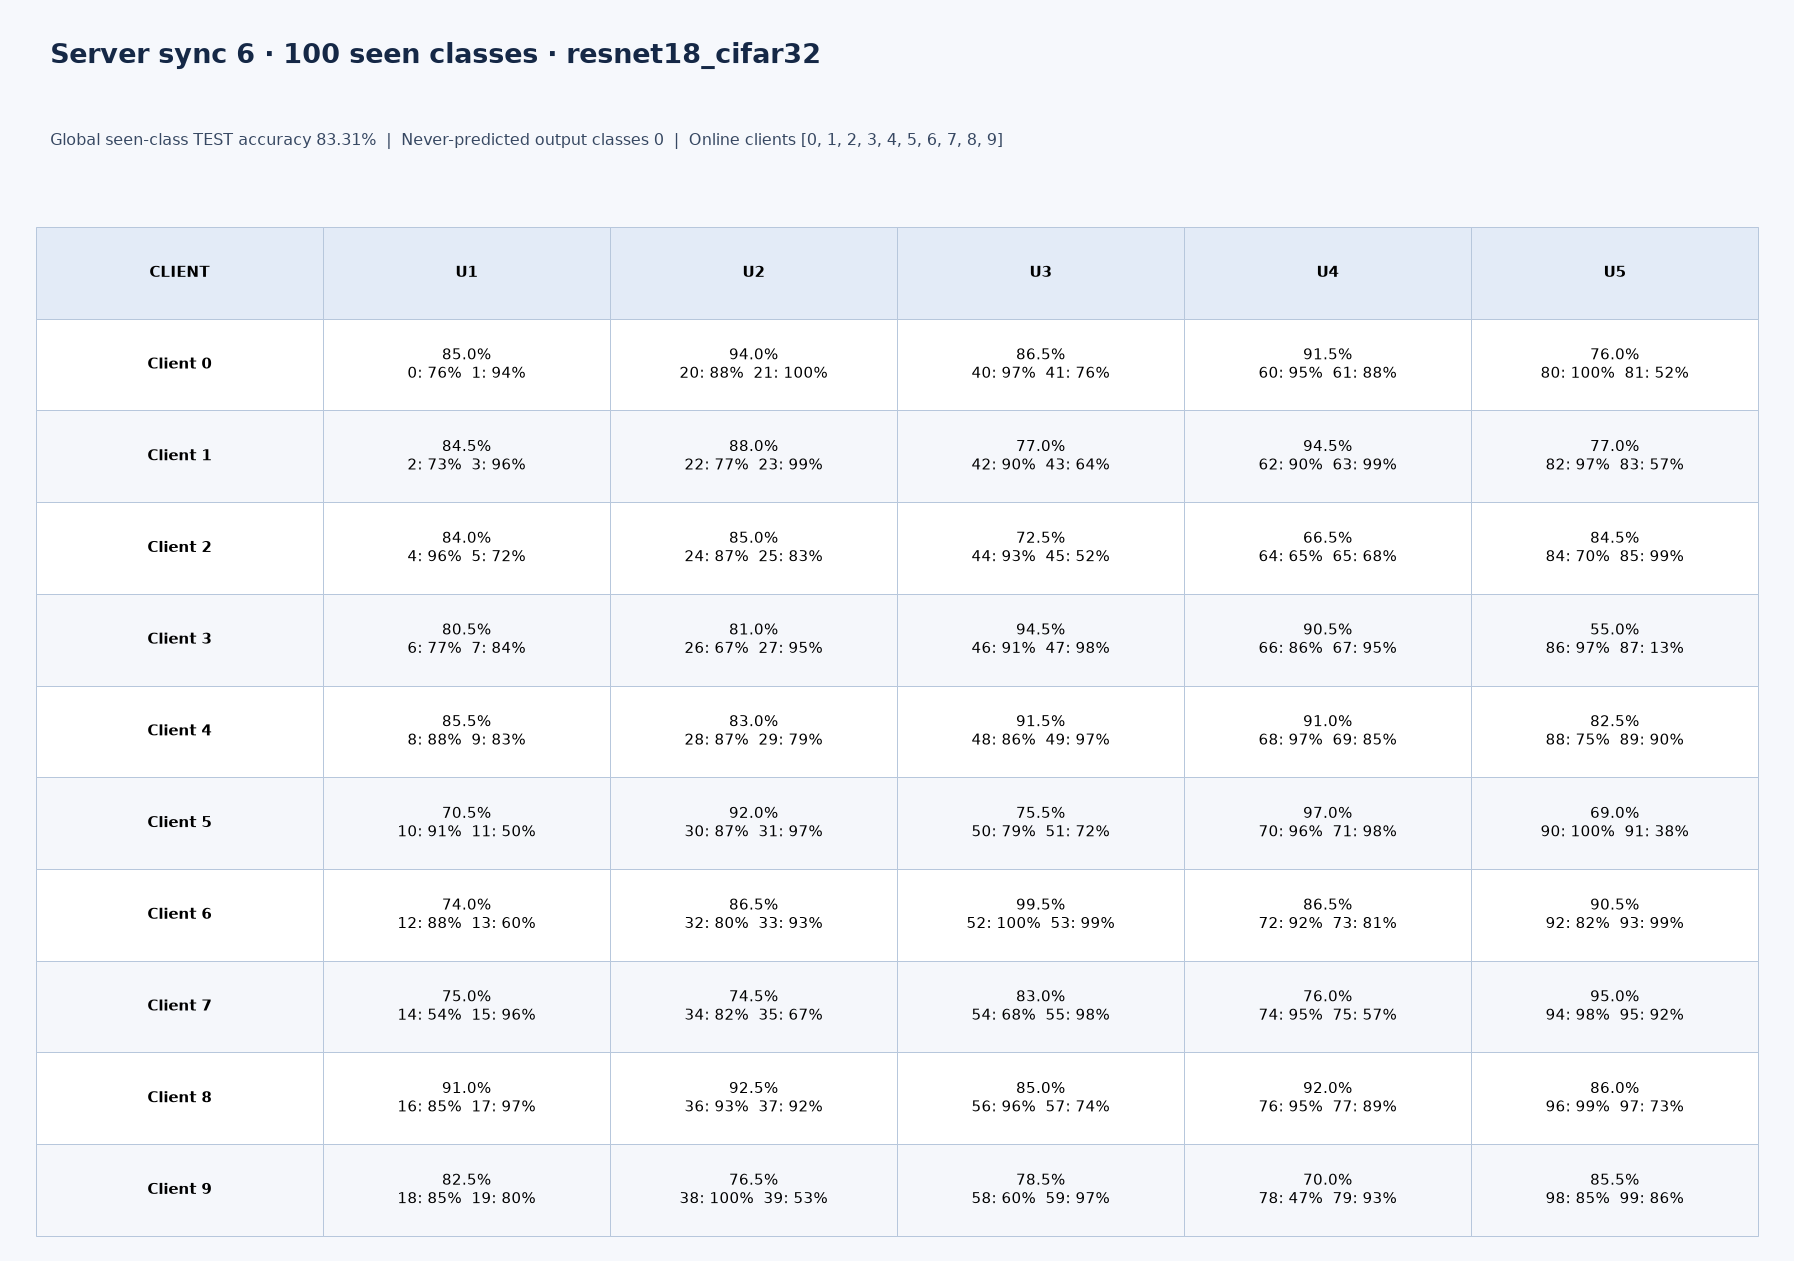 Server sync 6 · 100 seen classes · resnet18_cifar32
Global seen-class TEST accuracy 83.31%  |  Never-predicted output classes 0  |  Online clients [0, 1, 2, 3, 4, 5, 6, 7, 8, 9]
CLIENT U1 U2 U3 U4 U5
85.0% 94.0% 86.5% 91.5% 76.0%
Client 0
0: 76%  1: 94% 20: 88%  21: 100% 40: 97%  41: 76% 60: 95%  61: 88% 80: 100%  81: 52%
84.5% 88.0% 77.0% 94.5% 77.0%
Client 1
2: 73%  3: 96% 22: 77%  23: 99% 42: 90%  43: 64% 62: 90%  63: 99% 82: 97%  83: 57%
84.0% 85.0% 72.5% 66.5% 84.5%
Client 2
4: 96%  5: 72% 24: 87%  25: 83% 44: 93%  45: 52% 64: 65%  65: 68% 84: 70%  85: 99%
80.5% 81.0% 94.5% 90.5% 55.0%
Client 3
6: 77%  7: 84% 26: 67%  27: 95% 46: 91%  47: 98% 66: 86%  67: 95% 86: 97%  87: 13%
85.5% 83.0% 91.5% 91.0% 82.5%
Client 4
8: 88%  9: 83% 28: 87%  29: 79% 48: 86%  49: 97% 68: 97%  69: 85% 88: 75%  89: 90%
70.5% 92.0% 75.5% 97.0% 69.0%
Client 5
10: 91%  11: 50% 30: 87%  31: 97% 50: 79%  51: 72% 70: 96%  71: 98% 90: 100%  91: 38%
74.0% 86.5% 99.5% 86.5% 90.5%
Client 6
12: 88%  13: 60% 32: 80%  33: 93% 52: 100%  53: 99% 72: 92%  73: 81% 92: 82%  93: 99%
75.0% 74.5% 83.0% 76.0% 95.0%
Client 7
14: 54%  15: 96% 34: 82%  35: 67% 54: 68%  55: 98% 74: 95%  75: 57% 94: 98%  95: 92%
91.0% 92.5% 85.0% 92.0% 86.0%
Client 8
16: 85%  17: 97% 36: 93%  37: 92% 56: 96%  57: 74% 76: 95%  77: 89% 96: 99%  97: 73%
82.5% 76.5% 78.5% 70.0% 85.5%
Client 9
18: 85%  19: 80% 38: 100%  39: 53% 58: 60%  59: 97% 78: 47%  79: 93% 98: 85%  99: 86%